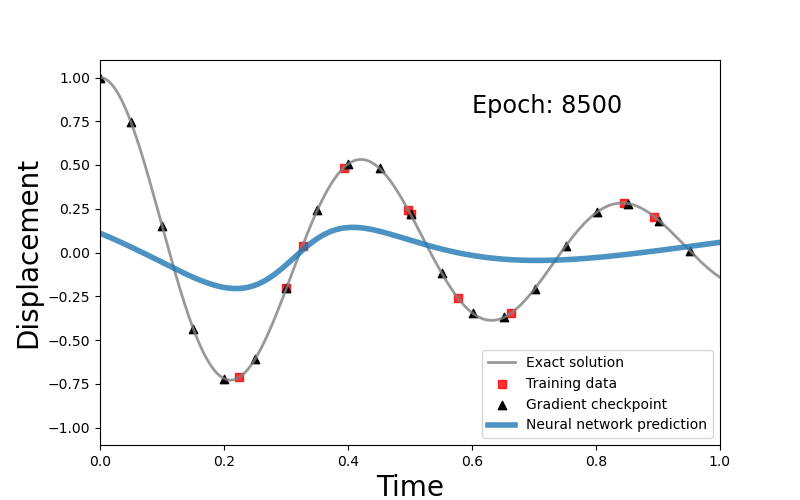 Epoch: 8500
Displacement
1.00
0.75
0.50
0.25
0.00
−0.25
−0.50
−0.75
−1.00
Exact solution
Training data
Gradient checkpoint
Neural network prediction
0.0 0.2 0.4 0.6 0.8 1.0
Time